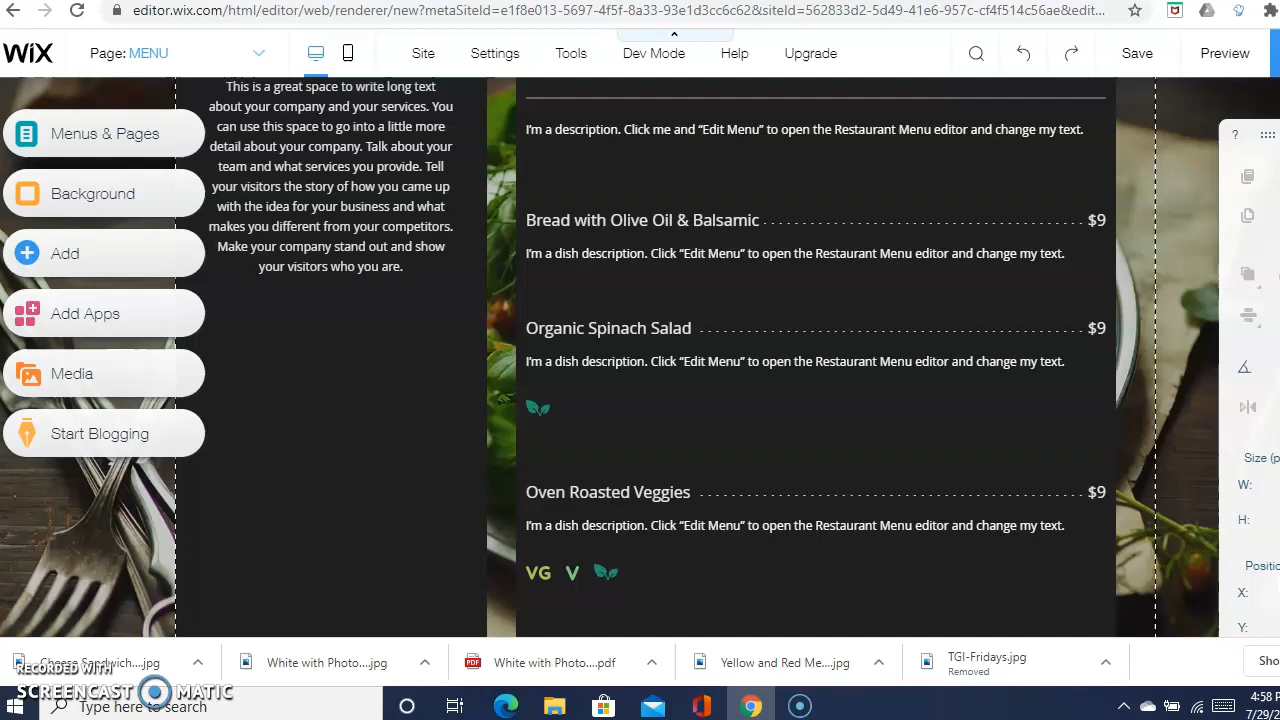 editor.wix.com/html/editor/web/renderer/new?metaSiteId=e1f8e013-5697-4f5f-8a33-93e1d3cc6c62&siteId=562833d2-5d49-41e6-957c-cf4f514c56ae&edit...
WiX
Page: MENU
Site
Settings
Tools
Dev Mode
Help
Upgrade
Save
Preview
Menus & Pages
Background
Add
Add Apps
Media
Start Blogging
This is a great space to write long text
about your company and your services. You
can use this space to go into a little more
detail about your company. Talk about your
team and what services you provide. Tell
your visitors the story of how you came up
with the idea for your business and what
makes you different from your competitors.
Make your company stand out and show
your visitors who you are.
I'm a description. Click me and “Edit Menu” to open the Restaurant Menu editor and change my text.
Bread with Olive Oil & Balsamic $9
I'm a dish description. Click “Edit Menu” to open the Restaurant Menu editor and change my text.
Organic Spinach Salad $9
I'm a dish description. Click “Edit Menu” to open the Restaurant Menu editor and change my text.
Oven Roasted Veggies $9
I'm a dish description. Click “Edit Menu” to open the Restaurant Menu editor and change my text.
VG V
?
Size (p
W:
H:
Positio
X:
Y:
White with Photo....jpg
White with Photo....pdf
Yellow and Red Me....jpg
TGI-Fridays.jpg
Removed
Sho
RECORDED WITH
SCREENCAST MATIC
Type here to search
4:58 P
7/29/2